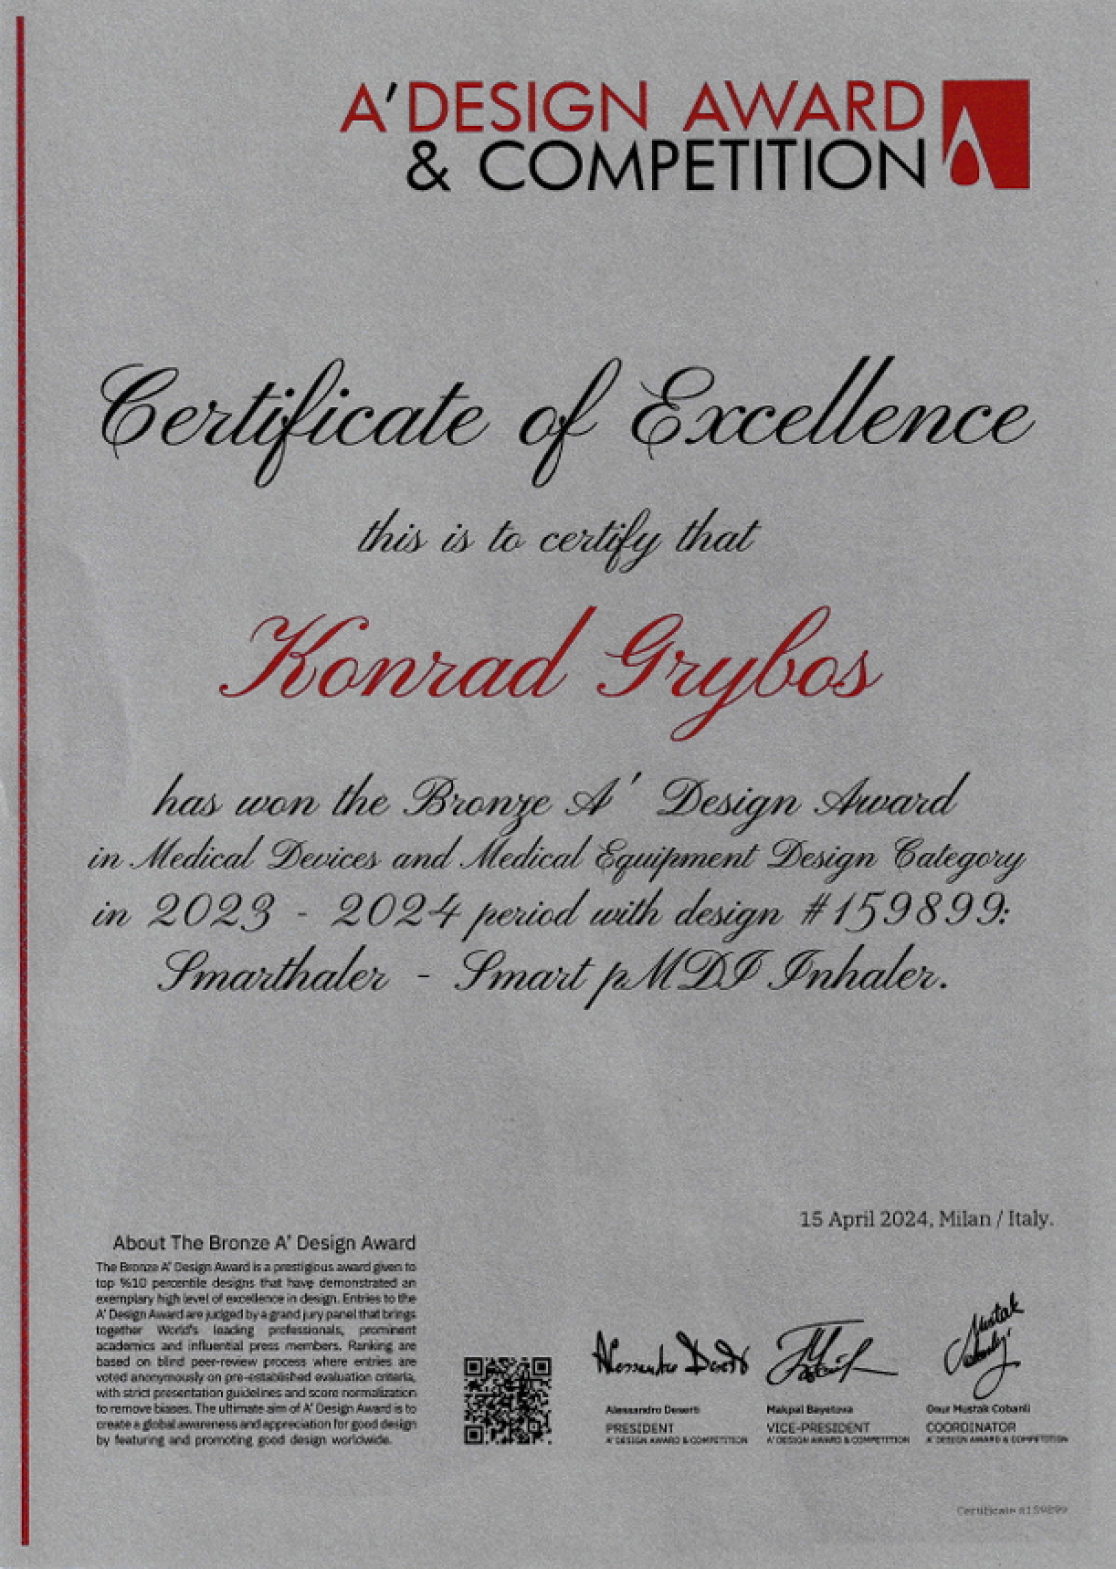 A' DESIGN AWARD
& COMPETITION
Certificate of Excellence
this is to certify that
Konrad Grybos
has won the Bronze A' Design Award
in Medical Devices and Medical Equipment Design Category
in 2023 - 2024 period with design #159899:
Smarthaler - Smart pMDI Inhaler.
15 April 2024, Milan / Italy.
About The Bronze A' Design Award
The Bronze A' Design Award is a prestigious award given to
top %10 percentile designs that have demonstrated an
exemplary high level of excellence in design. Entries to the
A' Design Award are judged by a grand jury panel that brings
together World's leading professionals, prominent
academics and influential press members. Ranking are
based on blind peer-review process where entries are
voted anonymously on pre-established evaluation criteria,
with strict presentation guidelines and score normalization
to remove biases. The ultimate aim of A' Design Award is to
create a global awareness and appreciation for good design
by featuring and promoting good design worldwide.
Alessandro Deserti
PRESIDENT
A' DESIGN AWARD & COMPETITION
Makpal Bayetova
VICE-PRESIDENT
A' DESIGN AWARD & COMPETITION
Onur Mustak Cobanli
COORDINATOR
A' DESIGN AWARD & COMPETITION
Certificate #159899